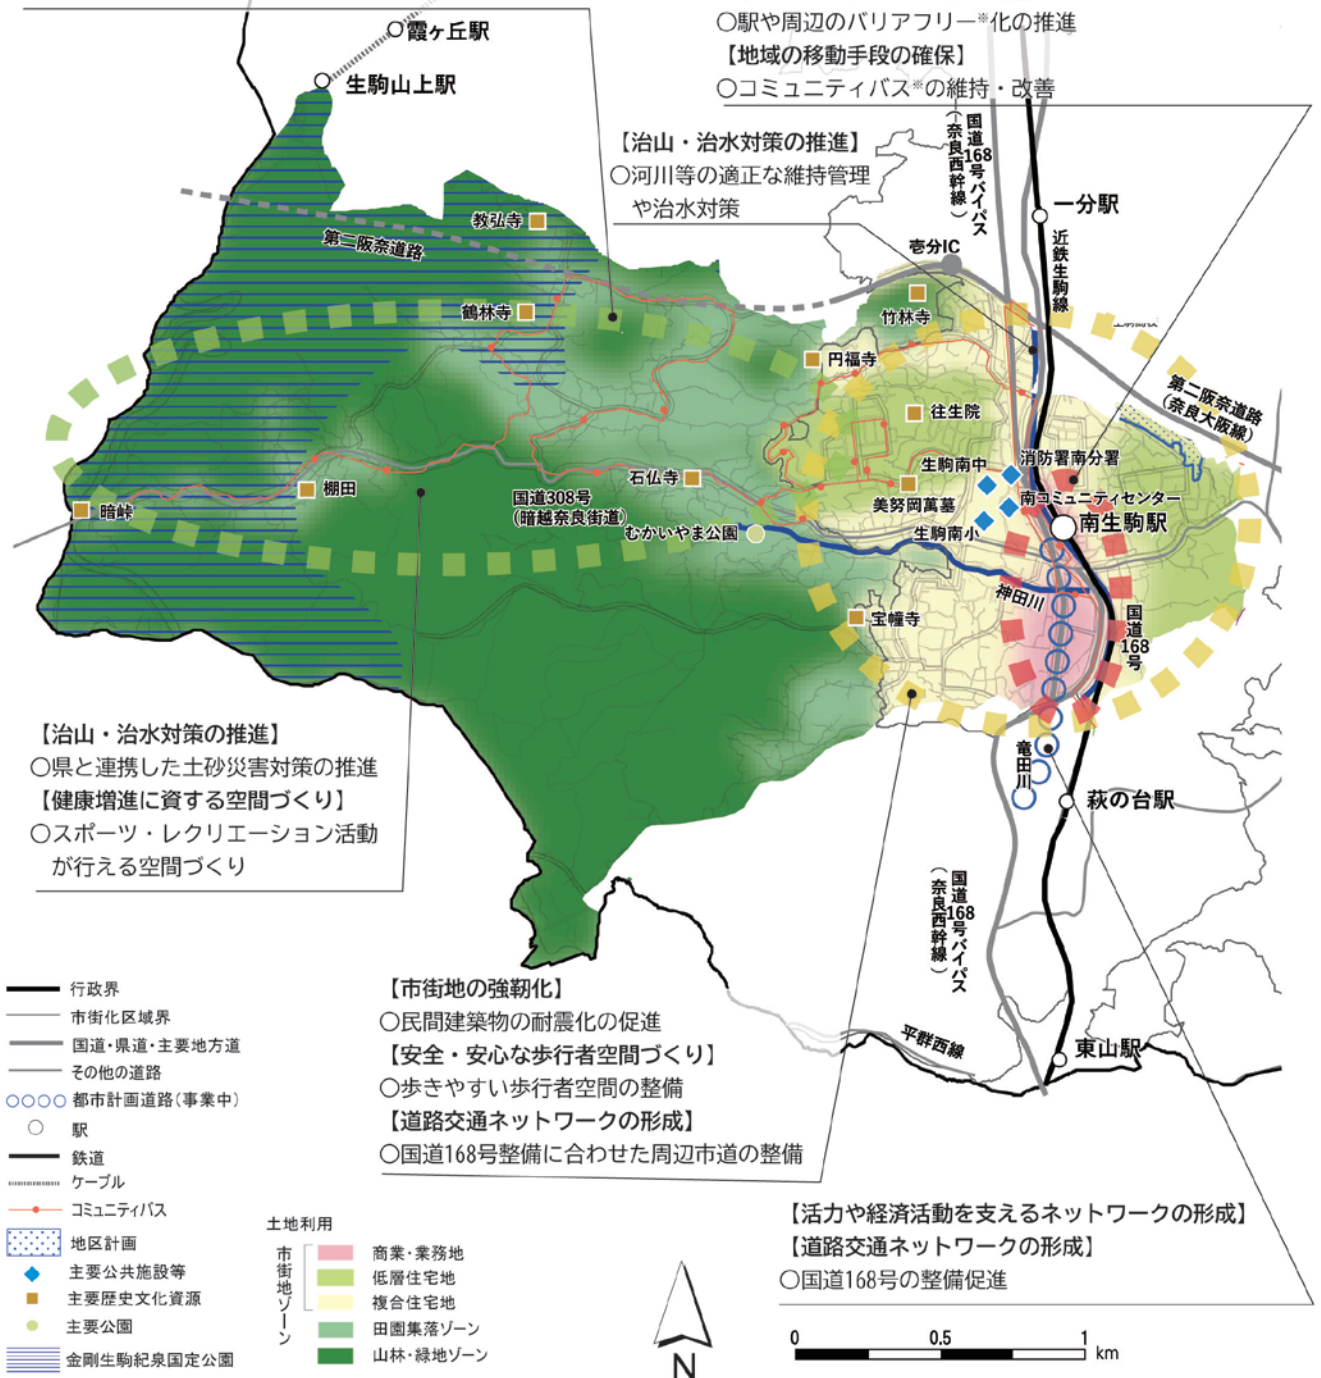 ○駅や周辺のバリアフリー※化の推進
【地域の移動手段の確保】
○コミュニティバス※の維持・改善
霞ヶ丘駅
生駒山上駅
【治山・治水対策の推進】
○河川等の適正な維持管理
や治水対策
国道168号バイパス
(奈良西幹線)
一分駅
近鉄生駒線
壱分IC
教弘寺
第二阪奈道路
鶴林寺
竹林寺
円福寺
第二阪奈道路
(奈良大阪線)
往生院
生駒南中
消防署南分署
石仏寺
棚田
暗峠
国道308号
(暗越奈良街道)
美努岡萬墓
南コミュニティセンター
南生駒駅
むかいやま公園
生駒南小
神田川
宝幢寺
国道168号
竜田川
萩の台駅
【治山・治水対策の推進】
○県と連携した土砂災害対策の推進
【健康増進に資する空間づくり】
○スポーツ・レクリエーション活動
が行える空間づくり
国道168号バイパス
(奈良西幹線)
平群西線
東山駅
【市街地の強靭化】
○民間建築物の耐震化の促進
【安全・安心な歩行者空間づくり】
○歩きやすい歩行者空間の整備
【道路交通ネットワークの形成】
○国道168号整備に合わせた周辺市道の整備
【活力や経済活動を支えるネットワークの形成】
【道路交通ネットワークの形成】
○国道168号の整備促進
行政界
市街化区域界
国道・県道・主要地方道
その他の道路
都市計画道路(事業中)
駅
鉄道
ケーブル
コミュニティバス
地区計画
主要公共施設等
主要歴史文化資源
主要公園
金剛生駒紀泉国定公園
土地利用
市街地ゾーン
商業・業務地
低層住宅地
複合住宅地
田園集落ゾーン
山林・緑地ゾーン
N
0 0.5 1
km